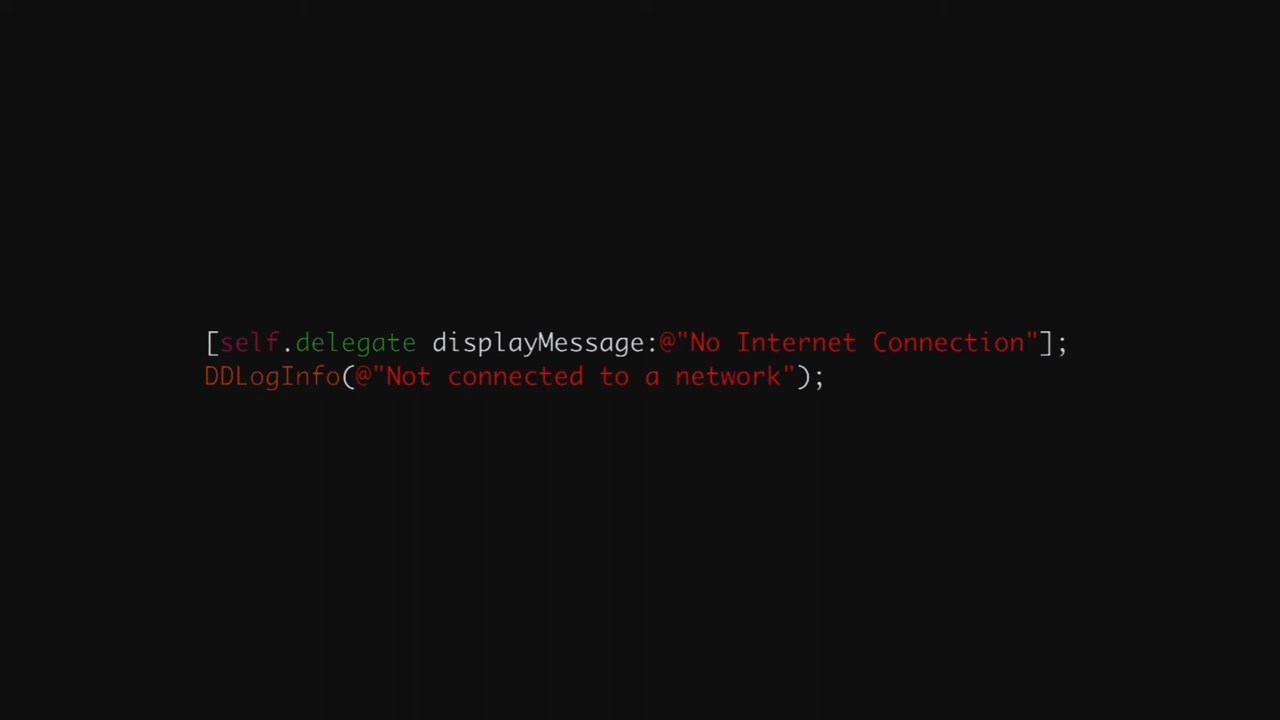 [self.delegate displayMessage:@"No Internet Connection"];
DDLogInfo(@"Not connected to a network");